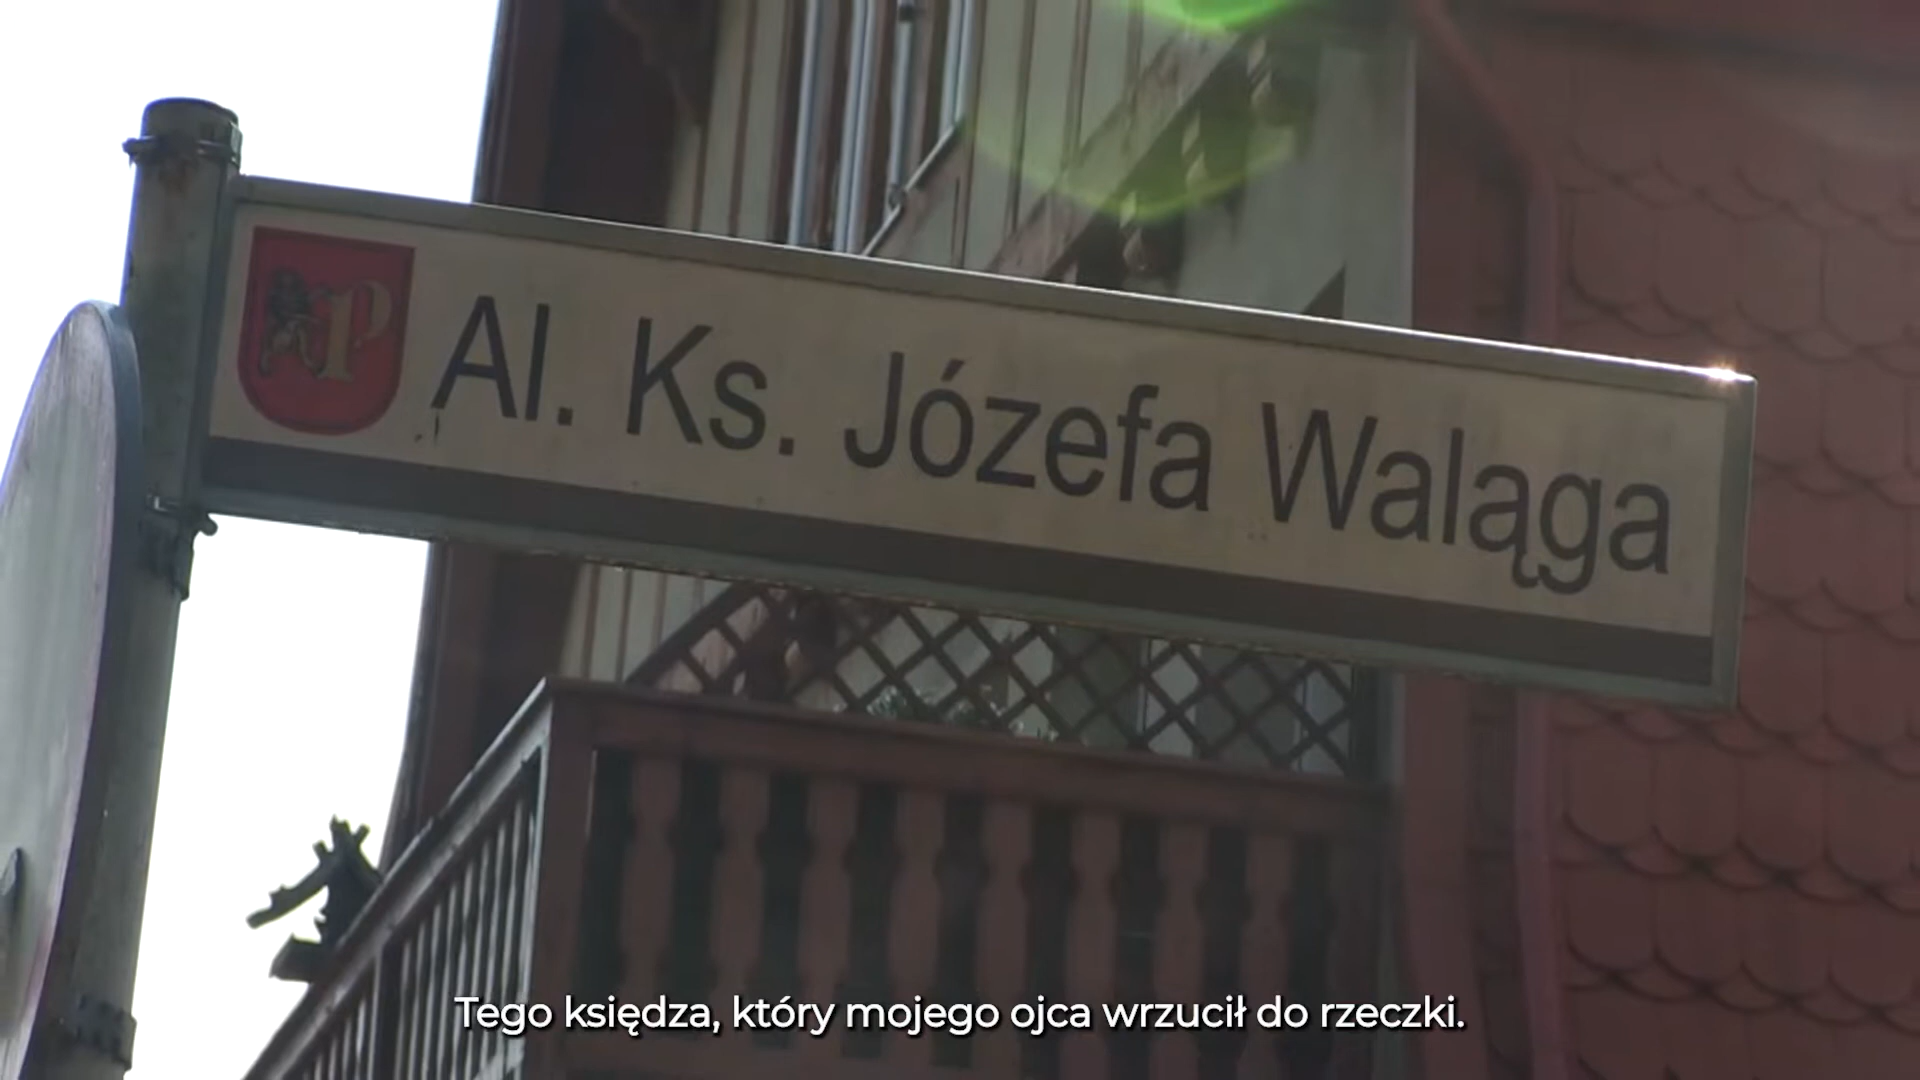 P
Al. Ks. Józefa Waląga
Tego księdza, który mojego ojca wrzucił do rzeczki.